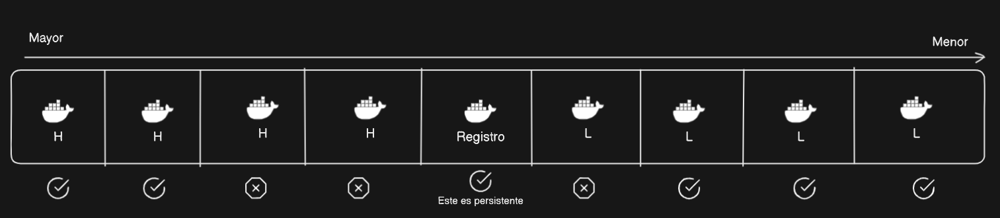 Mayor
Menor
H
H
H
H
Registro
L
L
L
L
Este es persistente